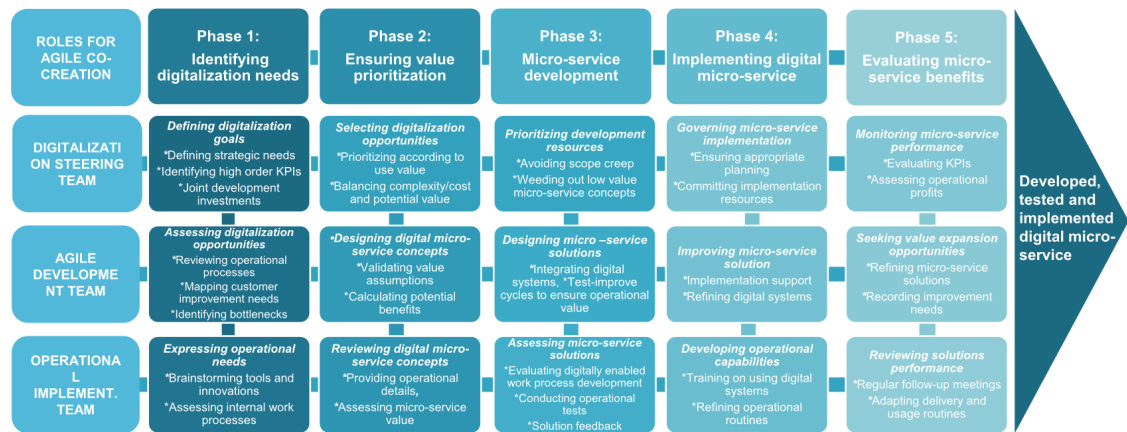 ROLES FOR
AGILE CO-
CREATION
Phase 1:
Identifying
digitalization needs
Phase 2:
Ensuring value
prioritization
Phase 3:
Micro-service
development
Phase 4:
Implementing digital
micro-service
Phase 5:
Evaluating micro-
service benefits
DIGITALIZATI
ON STEERING
TEAM
Defining digitalization
goals
*Defining strategic needs
*Identifying high order KPIs
*Joint development
investments
Selecting digitalization
opportunities
*Prioritizing according to
use value
*Balancing complexity/cost
and potential value
Prioritizing development
resources
*Avoiding scope creep
*Weeding out low value
micro-service concepts
Governing micro-service
implementation
*Ensuring appropriate
planning
*Committing implementation
resources
Monitoring micro-service
performance
*Evaluating KPIs
*Assessing operational
profits
Developed,
tested and
implemented
digital micro-
service
AGILE
DEVELOPME
NT TEAM
Assessing digitalization
opportunities
*Reviewing operational
processes
*Mapping customer
improvement needs
*Identifying bottlenecks
•Designing digital micro-
service concepts
*Validating value
assumptions
*Calculating potential
benefits
Designing micro –service
solutions
*Integrating digital
systems, *Test-improve
cycles to ensure operational
value
Improving micro-service
solution
*Implementation support
*Refining digital systems
Seeking value expansion
opportunities
*Refining micro-service
solutions
*Recording improvement
needs
OPERATIONA
L
IMPLEMENT.
TEAM
Expressing operational
needs
*Brainstorming tools and
innovations
*Assessing internal work
processes
Reviewing digital micro-
service concepts
*Providing operational
details,
*Assessing micro-service
value
Assessing micro-service
solutions
*Evaluating digitally enabled
work process development
*Conducting operational
tests
*Solution feedback
Developing operational
capabilities
*Training on using digital
systems
*Refining operational
routines
Reviewing solutions
performance
*Regular follow-up meetings
*Adapting delivery and
usage routines